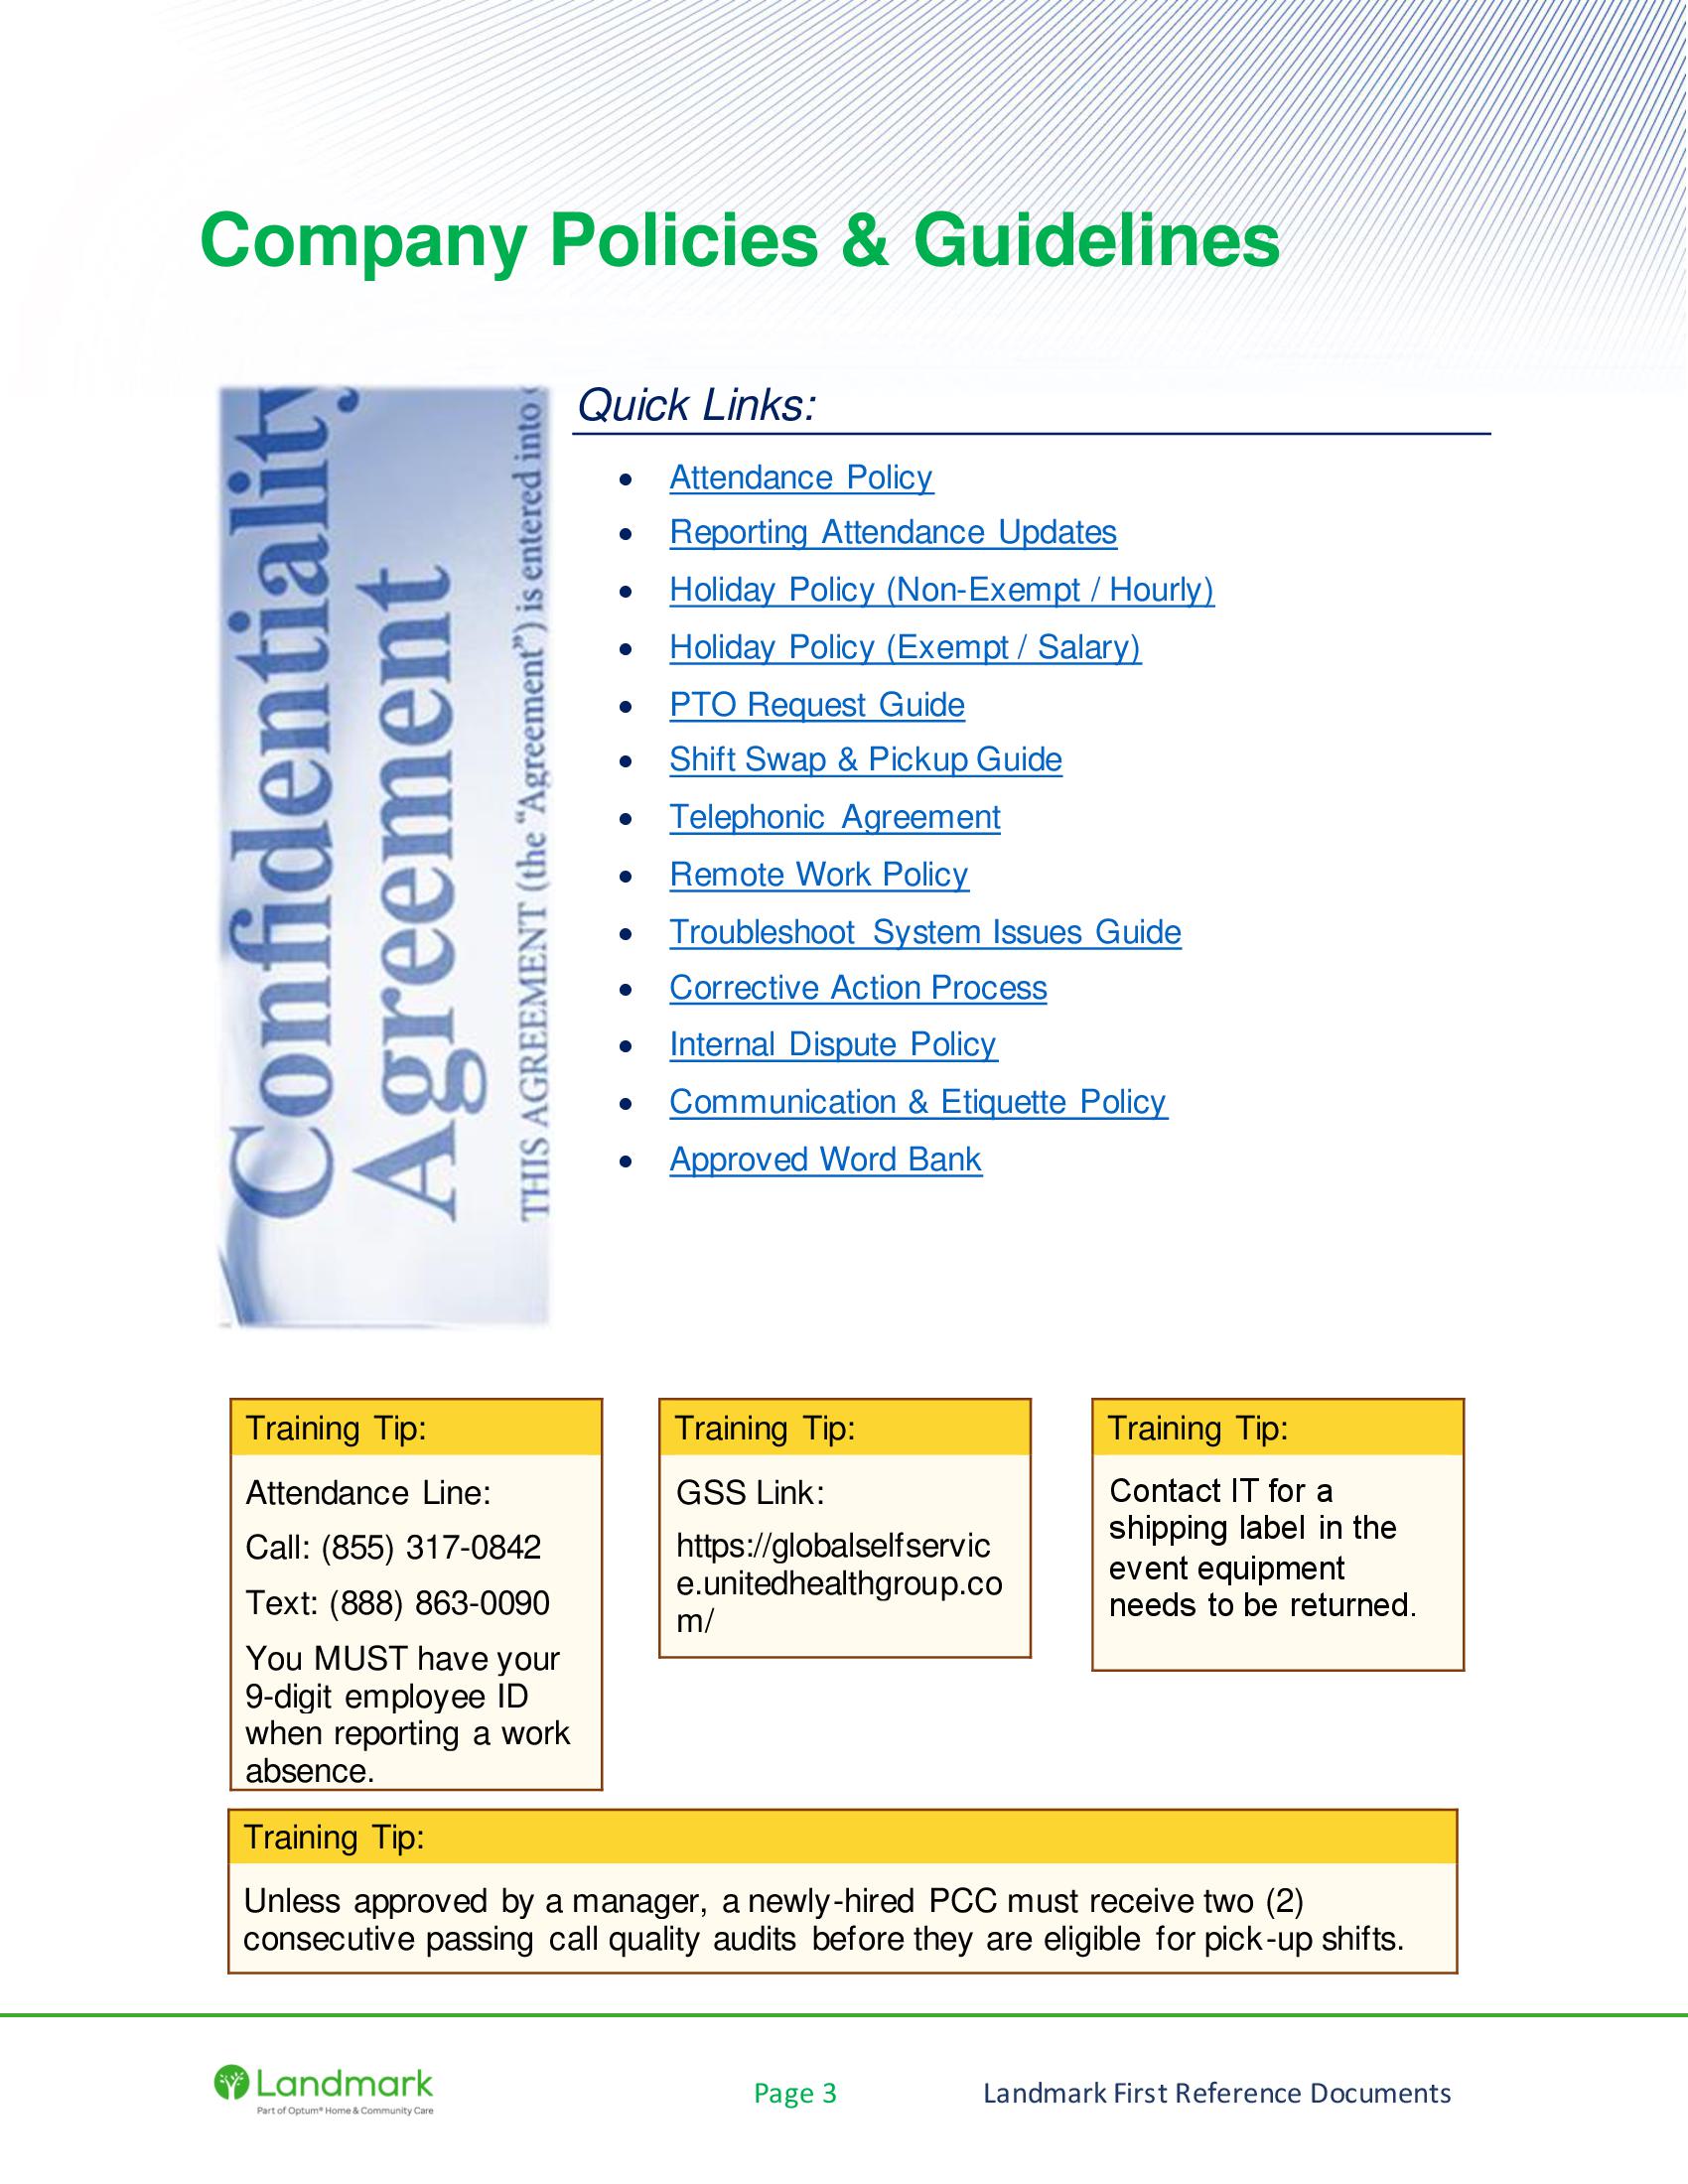 Company Policies & Guidelines
Confidentiality
Agreement
THIS AGREEMENT (the “Agreement”) is entered into
Quick Links:
• Attendance Policy
• Reporting Attendance Updates
• Holiday Policy (Non-Exempt / Hourly)
• Holiday Policy (Exempt / Salary)
• PTO Request Guide
• Shift Swap & Pickup Guide
• Telephonic Agreement
• Remote Work Policy
• Troubleshoot System Issues Guide
• Corrective Action Process
• Internal Dispute Policy
• Communication & Etiquette Policy
• Approved Word Bank
Training Tip:
Attendance Line:
Call: (855) 317-0842
Text: (888) 863-0090
You MUST have your
9-digit employee ID
when reporting a work
absence.
Training Tip:
GSS Link:
https://globalselfservic
e.unitedhealthgroup.co
m/
Training Tip:
Contact IT for a
shipping label in the
event equipment
needs to be returned.
Training Tip:
Unless approved by a manager, a newly-hired PCC must receive two (2)
consecutive passing call quality audits before they are eligible for pick-up shifts.
Landmark
Part of Optum® Home & Community Care
Page 3
Landmark First Reference Documents